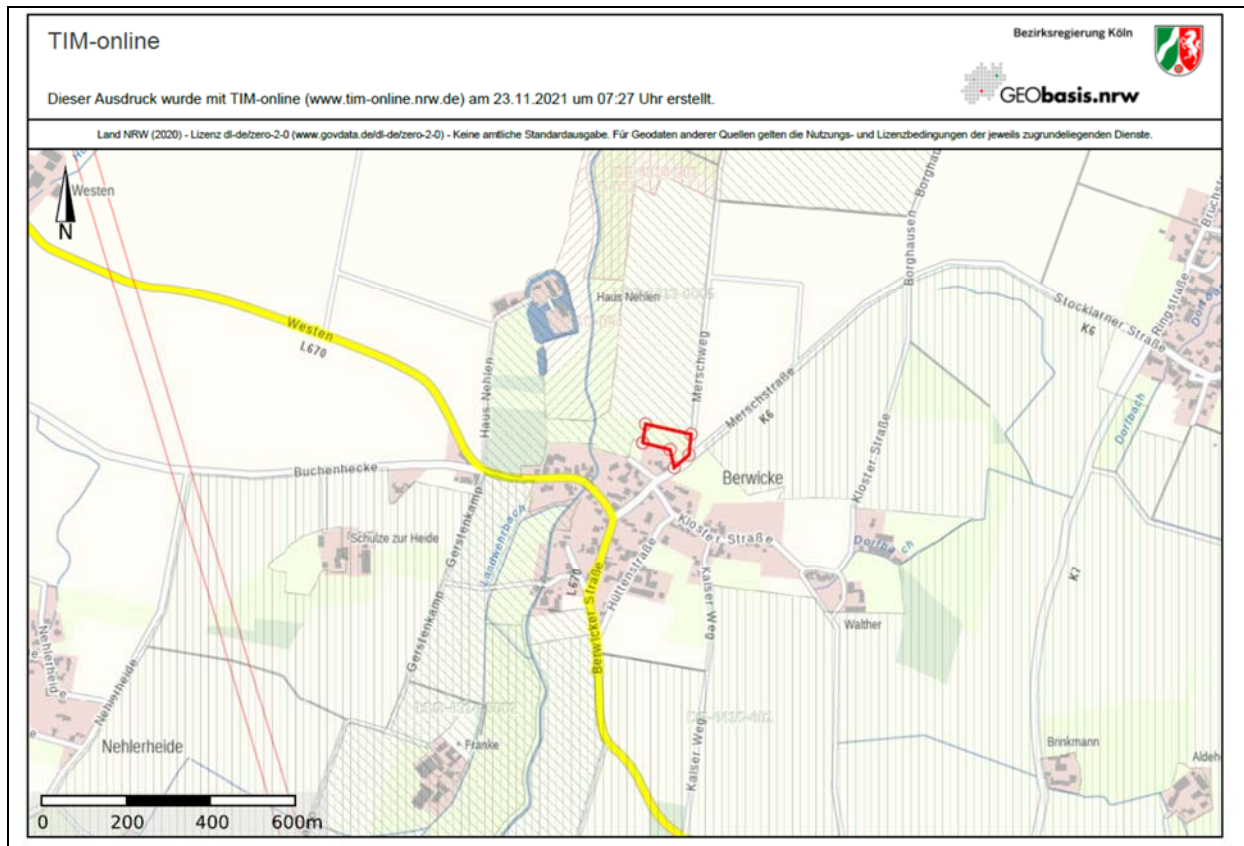 TIM-online
Bezirksregierung Köln
GEObasis.nrw
Dieser Ausdruck wurde mit TIM-online (www.tim-online.nrw.de) am 23.11.2021 um 07:27 Uhr erstellt.
Land NRW (2020) - Lizenz dl-de/zero-2-0 (www.govdata.de/dl-de/zero-2-0) - Keine amtliche Standardausgabe. Für Geodaten anderer Quellen gelten die Nutzungs- und Lizenzbedingungen der jeweils zugrundeliegenden Dienste.
Westen
N
Borghausen
Borghausen
Haus Nehlen
Westen
L670
Haus Nehlen
Merschweg
Merschstraße
K6
Stocklarner Straße
K6
Ringstraße
Dorfbach
Buchenhecke
Berwicke
Kloster Straße
Kloster Straße
Dorfbach
K7
Schulze zur Heide
Gerstenkamp
Gerstenkamp
Landwehrbach
L670
Berwicker Straße
Hüttenstraße
Kaiser Weg
Kaiser Weg
Walther
Nehlerheide
Nehlerheide
Nehlerheide
Franke
Brinkmann
0 200 400 600m